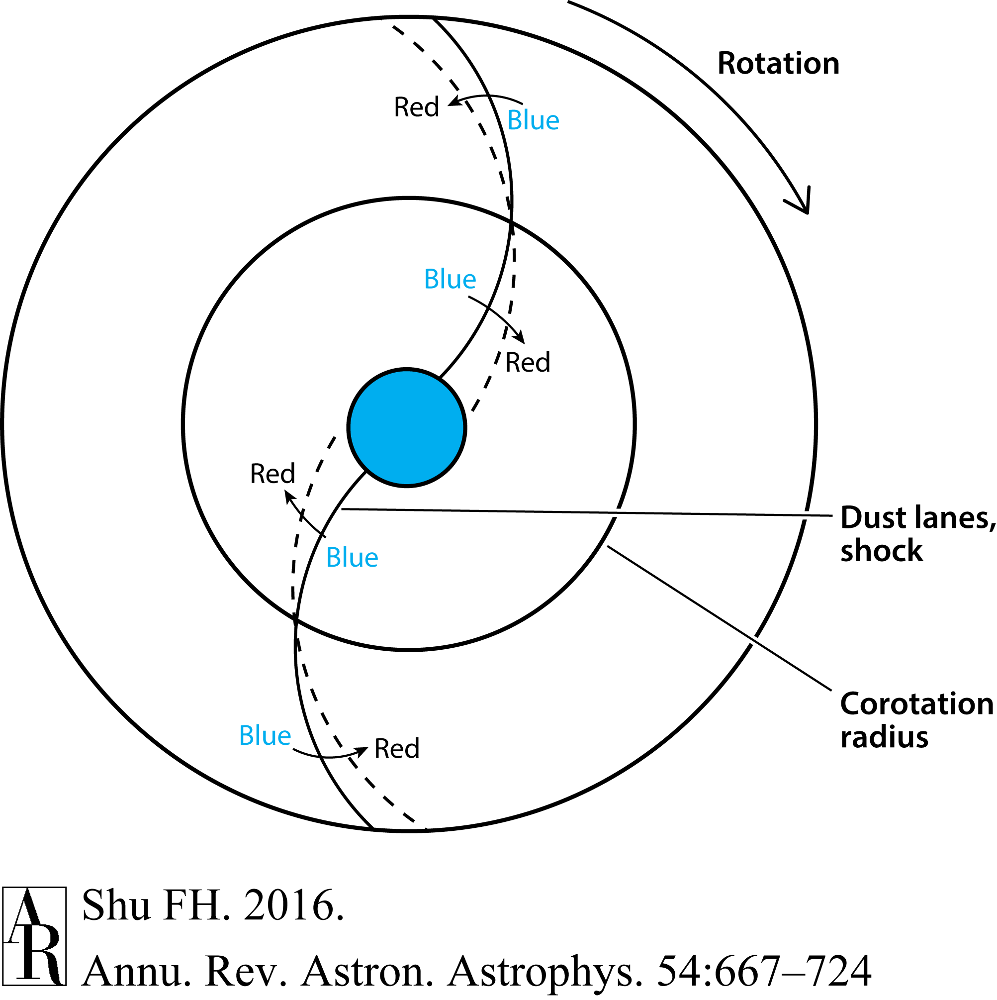 Rotation
Red
Blue
Blue
Red
Red
Dust lanes,
shock
Blue
Corotation
radius
Blue
Red
AR
Shu FH. 2016.
Annu. Rev. Astron. Astrophys. 54:667–724